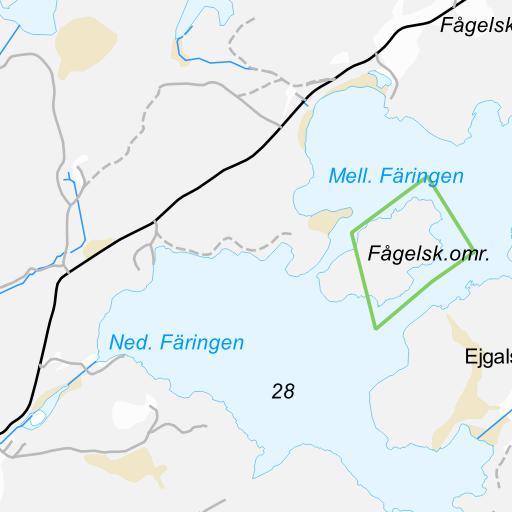 Fågelsk
Mell. Färingen
Fågelsk.omr.
Ned. Färingen
Ejgals
28